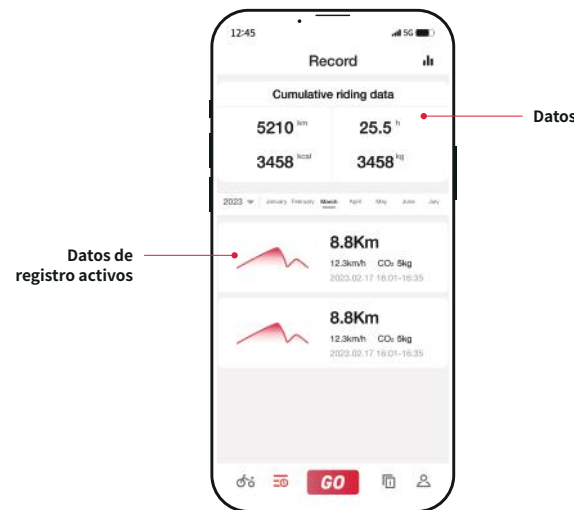 12:45
5G
Record
Cumulative riding data
5210 km
25.5 h
3458 kcal
3458 kg
Datos
2023 January February March April May June July
Datos de
registro activos
8.8Km
12.3km/h CO₂ 5kg
2023.02.17 16:01-16:35
8.8Km
12.3km/h CO₂ 5kg
2023.02.17 16:01-16:35
GO